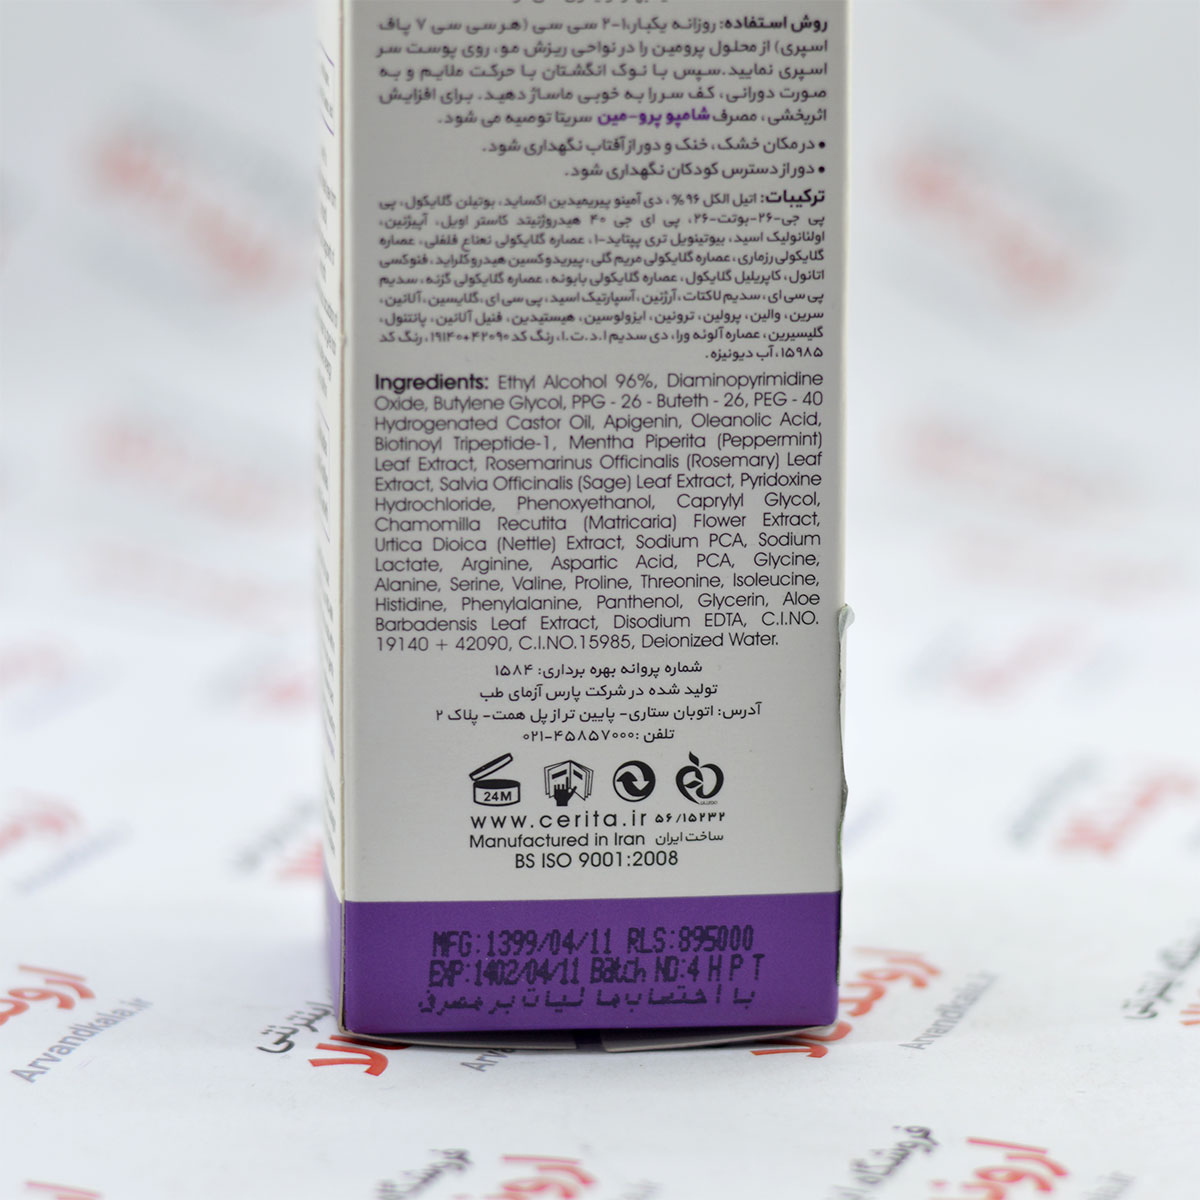 روش استفاده: روزانه یکبار،۱-۲ سی سی (هر سی سی ۷ پاف
اسپری) از محلول پرومین را در نواحی ریزش مو، روی پوست سر
اسپری نمایید.سپس با نوک انگشتان با حرکت ملایم و به
صورت دورانی، کف سر را به خوبی ماساژ دهید. برای افزایش
اثربخشی، مصرف شامپو پرو-مین سریتا توصیه می شود.
• در مکان خشک، خنک و دور از آفتاب نگهداری شود.
• دور از دسترس کودکان نگهداری شود.
ترکیبات: اتیل الکل ۹۶%، دی آمینو پیریمیدین اکساید، بوتیلن گلایکول، پی
پی جی-۲۶-بوتت-۲۶، پی ای جی ۴۰ هیدروژنیتد کاستر اویل، آپیژنین،
اولئانولیک اسید، بیوتینویل تری پپتاید-۱، عصاره گلایکولی نعناع فلفلی، عصاره
گلایکولی رزماری، عصاره گلایکولی مریم گلی، پیریدوکسین هیدروکلراید، فنوکسی
اتانول، کاپریلیل گلایکول، عصاره گلایکولی بابونه، عصاره گلایکولی گزنه، سدیم
پی سی ای، سدیم لاکتات، آرژنین، آسپارتیک اسید، پی سی ای، گلایسین، آلانین،
سرین، والین، پرولین، ترونین، ایزولوسین، هیستیدین، فنیل آلانین، پانتنول،
گلیسیرین، عصاره آلوئه ورا، دی سدیم ا.د.ت.ا، رنگ کد ۴۲۰۹۰+۱۹۱۴۰، رنگ کد
۱۵۹۸۵، آب دیونیزه.
Ingredients: Ethyl Alcohol 96%, Diaminopyrimidine
Oxide, Butylene Glycol, PPG - 26 - Buteth - 26, PEG - 40
Hydrogenated Castor Oil, Apigenin, Oleanolic Acid,
Biotinoyl Tripeptide-1, Mentha Piperita (Peppermint)
Leaf Extract, Rosemarinus Officinalis (Rosemary) Leaf
Extract, Salvia Officinalis (Sage) Leaf Extract, Pyridoxine
Hydrochloride, Phenoxyethanol, Caprylyl Glycol,
Chamomilla Recutita (Matricaria) Flower Extract,
Urtica Dioica (Nettle) Extract, Sodium PCA, Sodium
Lactate, Arginine, Aspartic Acid, PCA, Glycine,
Alanine, Serine, Valine, Proline, Threonine, Isoleucine,
Histidine, Phenylalanine, Panthenol, Glycerin, Aloe
Barbadensis Leaf Extract, Disodium EDTA, C.I.NO.
19140 + 42090, C.I.NO.15985, Deionized Water.
شماره پروانه بهره برداری: ۱۵۸۴
تولید شده در شرکت پارس آزمای طب
آدرس: اتوبان ستاری- پایین تر از پل همت- پلاک ۲
تلفن: ۴۵۸۵۷۰۰۰-۰۲۱
24M
www.cerita.ir ۵۶/۱۵۲۳۲
Manufactured in Iran ساخت ایران
BS ISO 9001:2008
MFG:1399/04/11 RLS:895000
EXP:1402/04/11 Batch NO:4 H P T
با احتساب مالیات بر مصرف
Arvandkala.ir
فروشگاه اینترنتی
اروند کالا